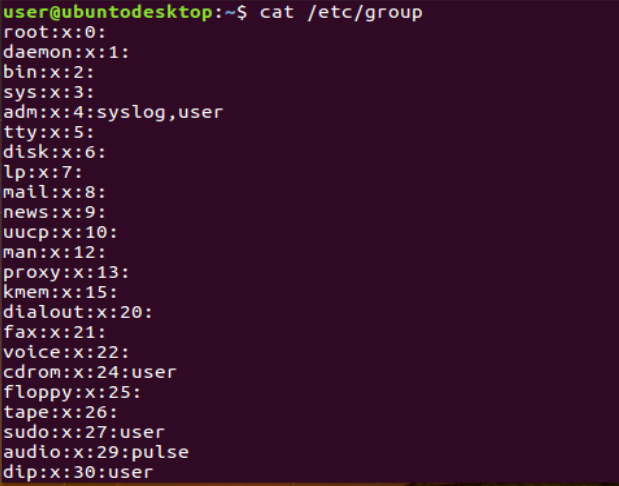 user@ubuntodesktop:~$ cat /etc/group
root:x:0:
daemon:x:1:
bin:x:2:
sys:x:3:
adm:x:4:syslog,user
tty:x:5:
disk:x:6:
lp:x:7:
mail:x:8:
news:x:9:
uucp:x:10:
man:x:12:
proxy:x:13:
kmem:x:15:
dialout:x:20:
fax:x:21:
voice:x:22:
cdrom:x:24:user
floppy:x:25:
tape:x:26:
sudo:x:27:user
audio:x:29:pulse
dip:x:30:user